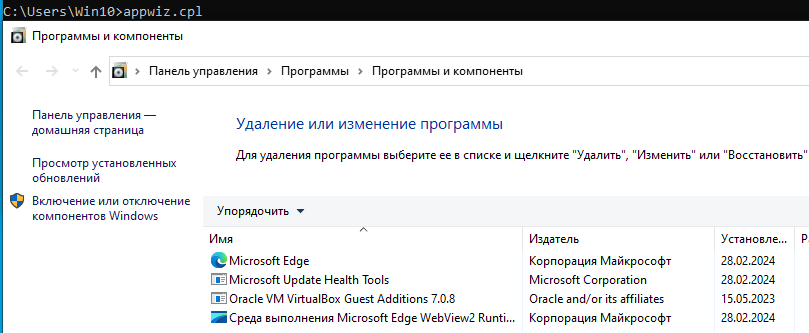 C:\Users\Win10>appwiz.cpl
Программы и компоненты
Панель управления > Программы > Программы и компоненты
Панель управления —
домашняя страница
Просмотр установленных
обновлений
Включение или отключение
компонентов Windows
Удаление или изменение программы
Для удаления программы выберите ее в списке и щелкните "Удалить", "Изменить" или "Восстановить"
Упорядочить
Имя Издатель Установле... Р
Microsoft Edge Корпорация Майкрософт 28.02.2024
Microsoft Update Health Tools Microsoft Corporation 28.02.2024
Oracle VM VirtualBox Guest Additions 7.0.8 Oracle and/or its affiliates 15.05.2023
Среда выполнения Microsoft Edge WebView2 Runti... Корпорация Майкрософт 28.02.2024